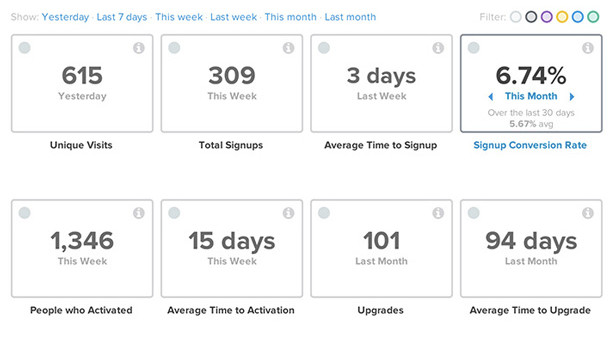 Show: Yesterday · Last 7 days · This week · Last week · This month · Last month
Filter:
615
Yesterday
Unique Visits
309
This Week
Total Signups
3 days
Last Week
Average Time to Signup
6.74%
This Month
Over the last 30 days
5.67% avg
Signup Conversion Rate
1,346
This Week
People who Activated
15 days
This Week
Average Time to Activation
101
Last Month
Upgrades
94 days
Last Month
Average Time to Upgrade